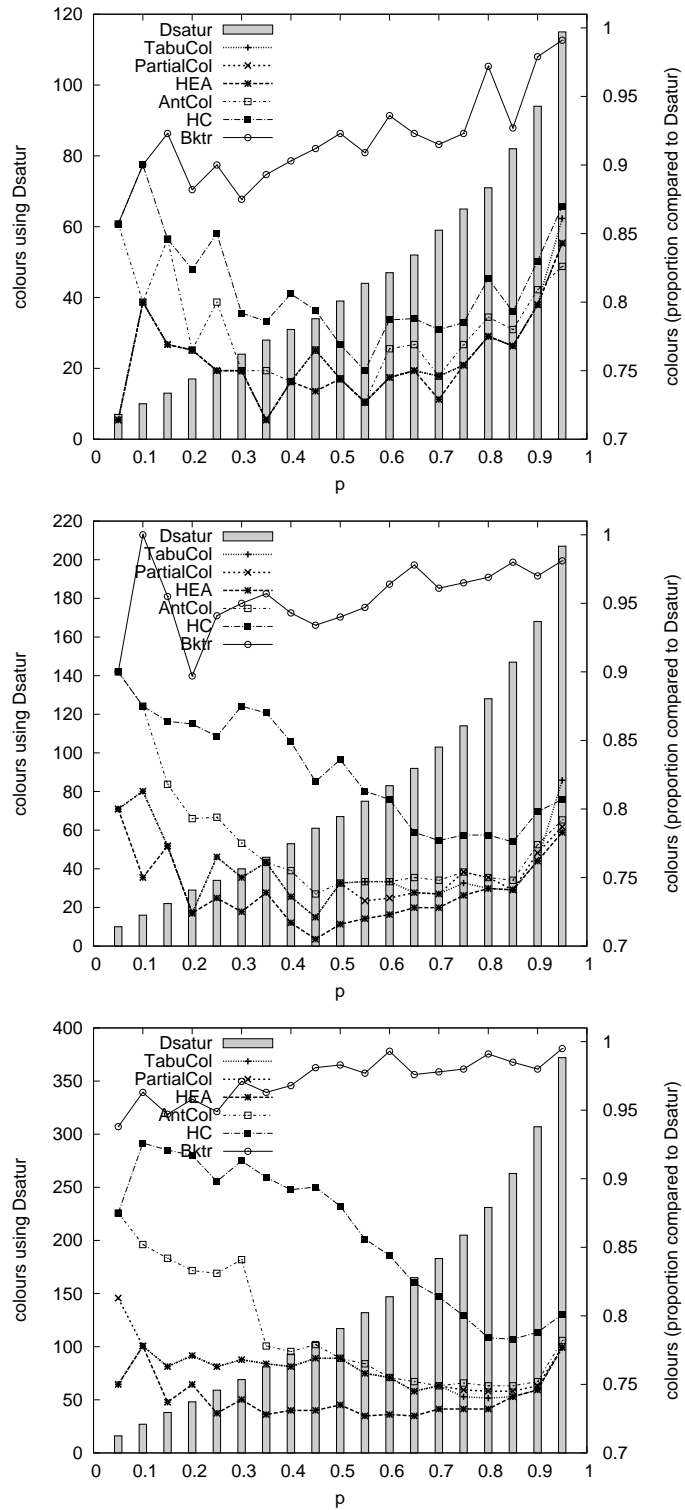 colours using Dsatur
120
100
80
60
40
20
0
Dsatur
TabuCol
PartialCol
HEA
AntCol
HC
Bktr
1
0.95
0.9
0.85
0.8
0.75
0.7
colours (proportion compared to Dsatur)
0 0.1 0.2 0.3 0.4 0.5 0.6 0.7 0.8 0.9 1
p
colours using Dsatur
220
200
180
160
140
120
100
80
60
40
20
0
Dsatur
TabuCol
PartialCol
HEA
AntCol
HC
Bktr
1
0.95
0.9
0.85
0.8
0.75
0.7
colours (proportion compared to Dsatur)
0 0.1 0.2 0.3 0.4 0.5 0.6 0.7 0.8 0.9 1
p
colours using Dsatur
400
350
300
250
200
150
100
50
0
Dsatur
TabuCol
PartialCol
HEA
AntCol
HC
Bktr
1
0.95
0.9
0.85
0.8
0.75
0.7
colours (proportion compared to Dsatur)
0 0.1 0.2 0.3 0.4 0.5 0.6 0.7 0.8 0.9 1
p